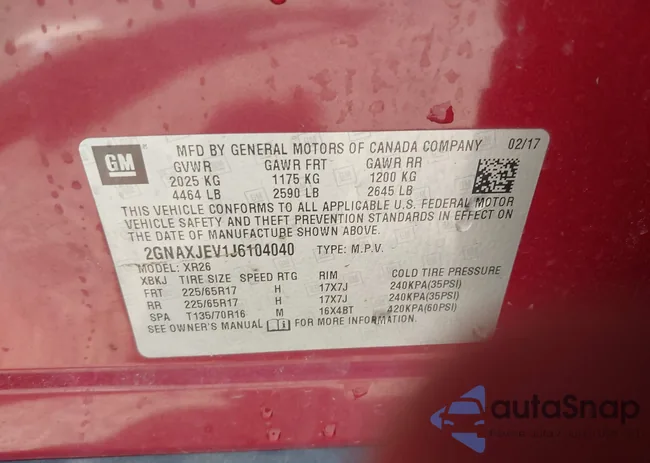 GM
MFD BY GENERAL MOTORS OF CANADA COMPANY 02/17
GVWR GAWR FRT GAWR RR
2025 KG 1175 KG 1200 KG
4464 LB 2590 LB 2645 LB
THIS VEHICLE CONFORMS TO ALL APPLICABLE U.S. FEDERAL MOTOR
VEHICLE SAFETY AND THEFT PREVENTION STANDARDS IN EFFECT ON
THE DATE OF MANUFACTURE SHOWN ABOVE.
2GNAXJEV1J6104040 TYPE: M.P.V.
MODEL: XR26
XBKJ TIRE SIZE SPEED RTG RIM COLD TIRE PRESSURE
FRT 225/65R17 H 17X7J 240KPA(35PSI)
RR 225/65R17 H 17X7J 240KPA(35PSI)
SPA T135/70R16 M 16X4BT 420KPA(60PSI)
SEE OWNER'S MANUAL FOR MORE INFORMATION.
autoSnap